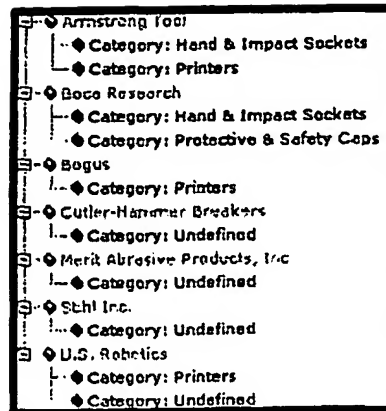 Armstrong Tool
Category: Hand & Impact Sockets
Category: Printers
Boca Research
Category: Hand & Impact Sockets
Category: Protective & Safety Caps
Bogus
Category: Printers
Cutler-Hammer Breakers
Category: Undefined
Merit Abrasive Products, Inc
Category: Undefined
Inc.
Category: Undefined
U.S. Robotics
Category: Printers
Category: Undefined